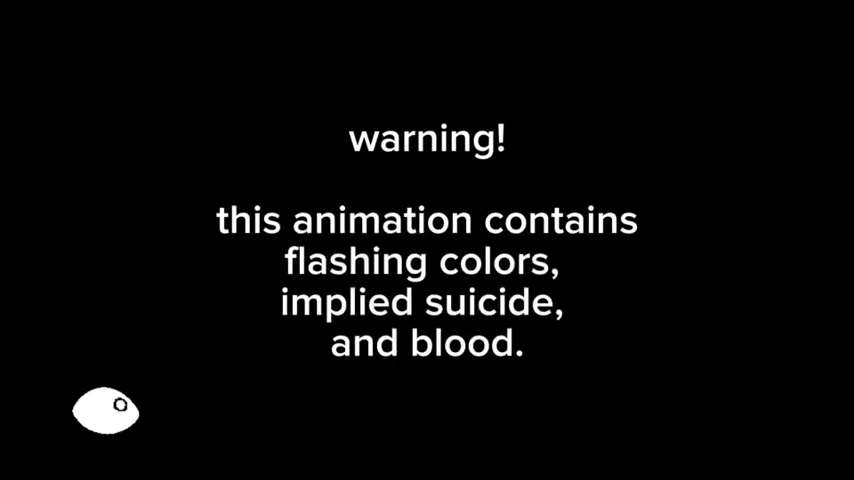 warning!
this animation contains
flashing colors,
implied suicide,
and blood.